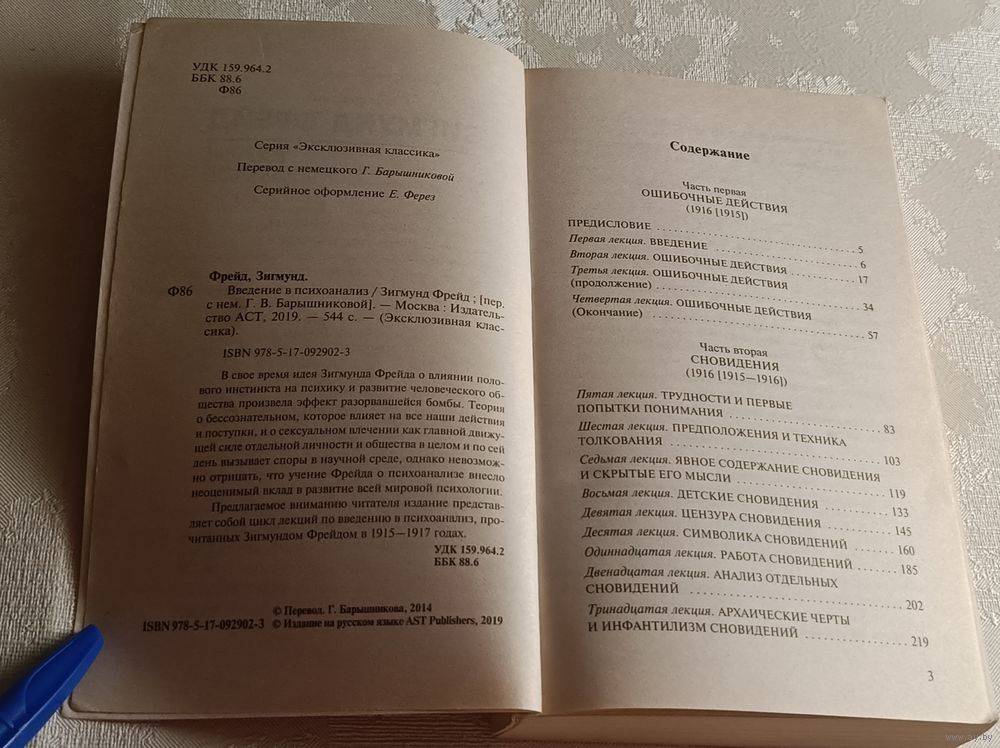 УДК 159.964.2
ББК 88.6
Ф86
Серия «Эксклюзивная классика»
Перевод с немецкого Г. Барышниковой
Серийное оформление Е. Ферез
Фрейд, Зигмунд.
Ф86 Введение в психоанализ / Зигмунд Фрейд ; [пер.
с нем. Г. В. Барышниковой]. — Москва : Издатель-
ство АСТ, 2019. — 544 с. — (Эксклюзивная клас-
сика).
ISBN 978-5-17-092902-3
В свое время идея Зигмунда Фрейда о влиянии поло-
вого инстинкта на психику и развитие человеческого об-
щества произвела эффект разорвавшейся бомбы. Теория
о бессознательном, которое влияет на все наши действия
и поступки, и о сексуальном влечении как главной движу-
щей силе отдельной личности и общества в целом и по сей
день вызывает споры в научной среде, однако невозмож-
но отрицать, что учение Фрейда о психоанализе внесло
неоценимый вклад в развитие всей мировой психологии.
Предлагаемое вниманию читателя издание представ-
ляет собой цикл лекций по введению в психоанализ, про-
читанных Зигмундом Фрейдом в 1915—1917 годах.
УДК 159.964.2
ББК 88.6
© Перевод. Г. Барышникова, 2014
ISBN 978-5-17-092902-3 © Издание на русском языке AST Publishers, 2019
Содержание
Часть первая
ОШИБОЧНЫЕ ДЕЙСТВИЯ
(1916 [1915])
ПРЕДИСЛОВИЕ ........ 5
Первая лекция. ВВЕДЕНИЕ ........ 6
Вторая лекция. ОШИБОЧНЫЕ ДЕЙСТВИЯ ........ 17
Третья лекция. ОШИБОЧНЫЕ ДЕЙСТВИЯ
(продолжение) ........ 34
Четвертая лекция. ОШИБОЧНЫЕ ДЕЙСТВИЯ
(Окончание) ........ 57
Часть вторая
СНОВИДЕНИЯ
(1916 [1915—1916])
Пятая лекция. ТРУДНОСТИ И ПЕРВЫЕ
ПОПЫТКИ ПОНИМАНИЯ ........ 83
Шестая лекция. ПРЕДПОЛОЖЕНИЯ И ТЕХНИКА
ТОЛКОВАНИЯ ........ 103
Седьмая лекция. ЯВНОЕ СОДЕРЖАНИЕ СНОВИДЕНИЯ
И СКРЫТЫЕ ЕГО МЫСЛИ ........ 119
Восьмая лекция. ДЕТСКИЕ СНОВИДЕНИЯ ........ 133
Девятая лекция. ЦЕНЗУРА СНОВИДЕНИЯ ........ 145
Десятая лекция. СИМВОЛИКА СНОВИДЕНИЙ ........ 160
Одиннадцатая лекция. РАБОТА СНОВИДЕНИЙ ........ 185
Двенадцатая лекция. АНАЛИЗ ОТДЕЛЬНЫХ
СНОВИДЕНИЙ ........ 202
Тринадцатая лекция. АРХАИЧЕСКИЕ ЧЕРТЫ
И ИНФАНТИЛИЗМ СНОВИДЕНИЙ ........ 219
3
www.ay.by